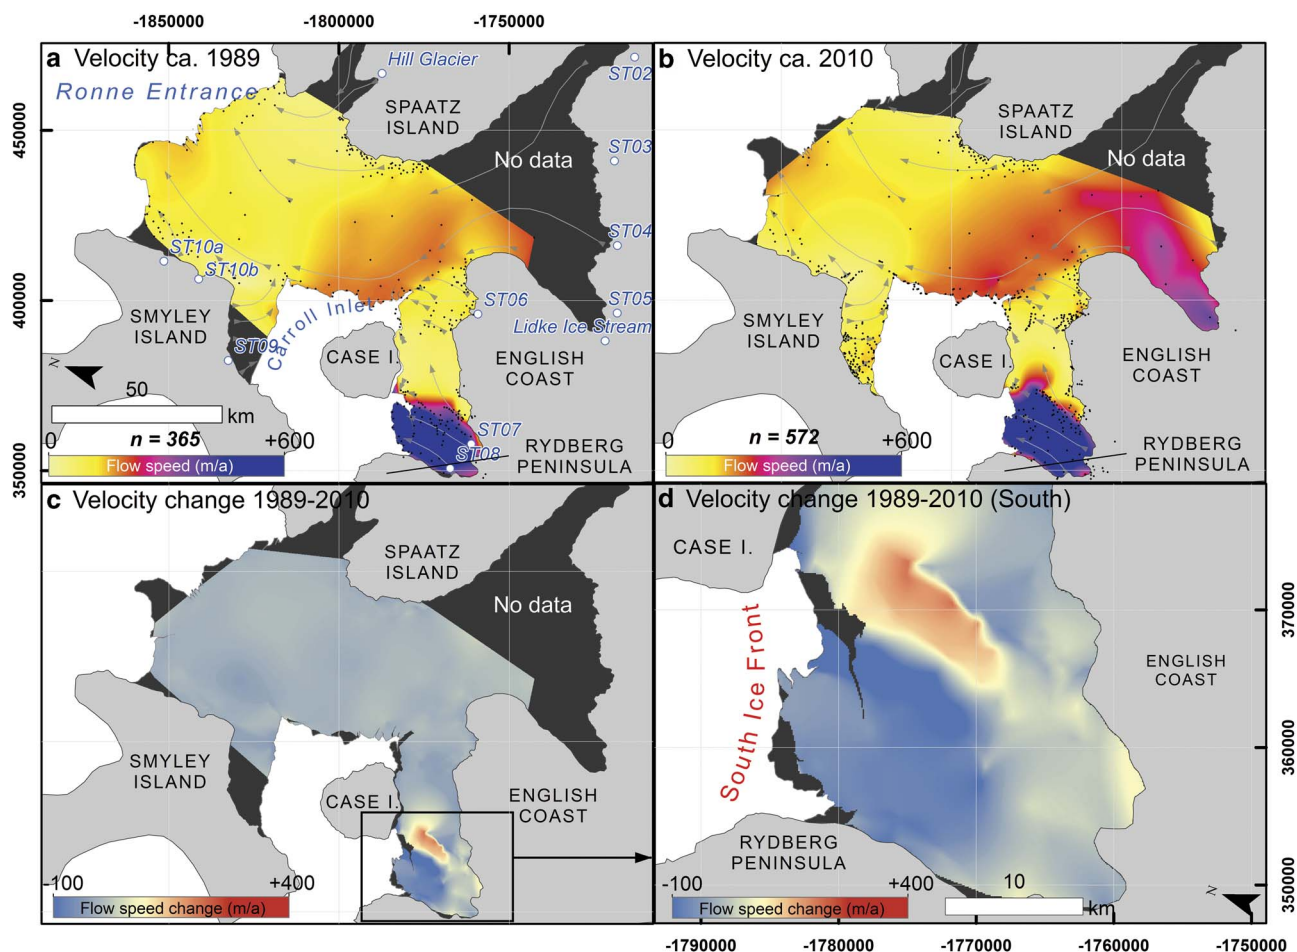 -1850000 -1800000 -1750000
a Velocity ca. 1989
Hill Glacier
ST02
Ronne Entrance
SPAATZ
ISLAND
450000
No data
ST03
ST10a
ST10b
ST04
400000
ST06
ST05
Lidke Ice Stream
SMYLEY
ISLAND
Carroll Inlet
ST09
CASE I.
ENGLISH
COAST
N
50
km
0 n = 365 +600
Flow speed (m/a)
ST07
ST08
RYDBERG
PENINSULA
350000
b Velocity ca. 2010
SPAATZ
ISLAND
No data
SMYLEY
ISLAND
CASE I.
ENGLISH
COAST
0 n = 572 +600
Flow speed (m/a)
RYDBERG
PENINSULA
c Velocity change 1989-2010
SPAATZ
ISLAND
No data
SMYLEY
ISLAND
CASE I.
ENGLISH
COAST
-100 +400
Flow speed change (m/a)
d Velocity change 1989-2010 (South)
CASE I.
South Ice Front
ENGLISH
COAST
RYDBERG
PENINSULA
370000
360000
350000
-100 +400
Flow speed change (m/a)
10
km
N
-1790000 -1780000 -1770000 -1760000 -1750000